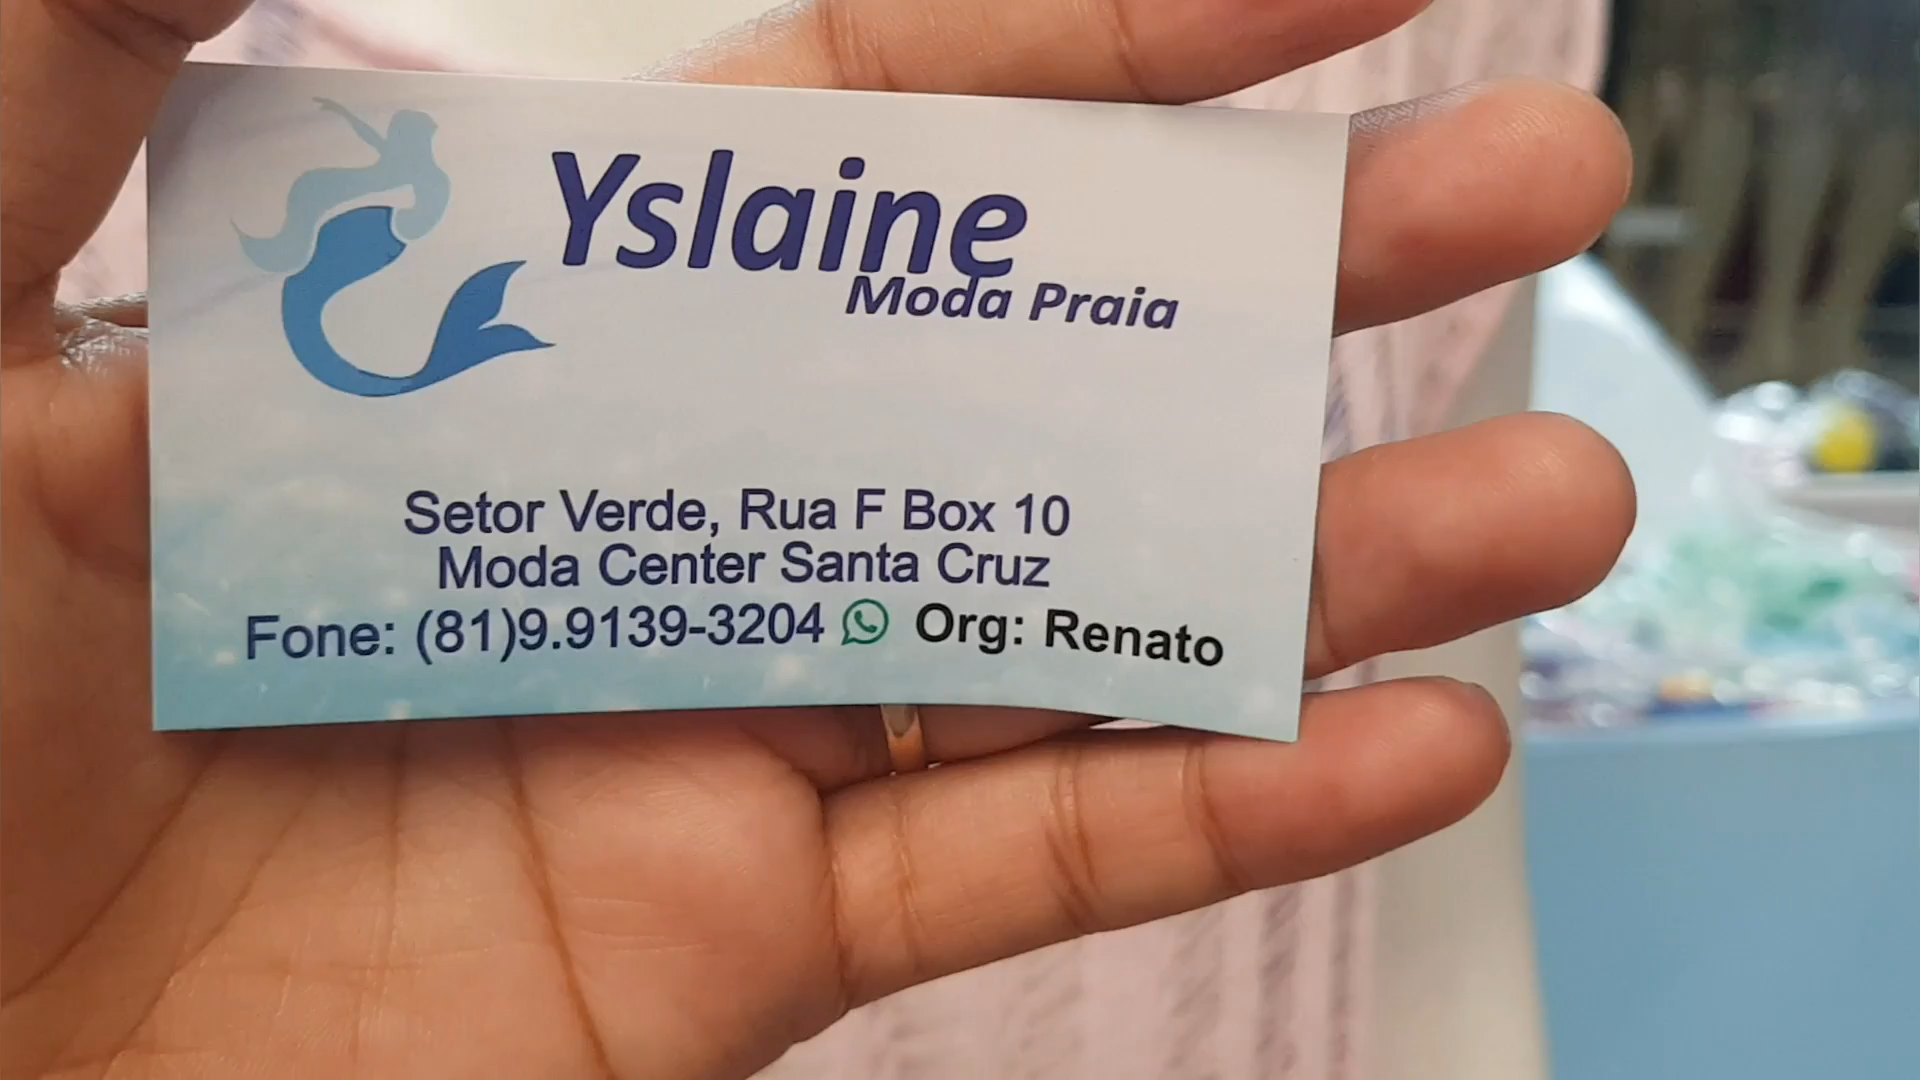 Yslaine
Moda Praia
Setor Verde, Rua F Box 10
Moda Center Santa Cruz
Fone: (81)9.9139-3204 Org: Renato